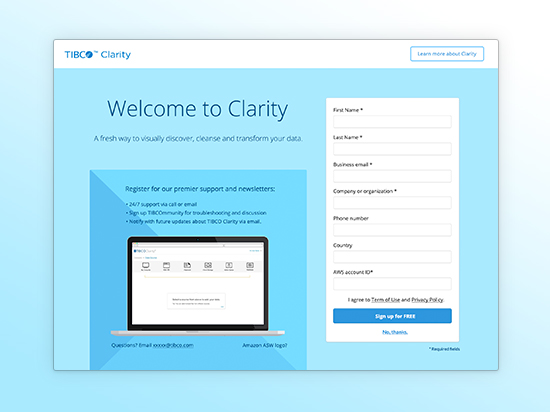 TIBCO™ Clarity
Learn more about Clarity
Welcome to Clarity
A fresh way to visually discover, cleanse and transform your data.
Register for our premier support and newsletters:
• 24/7 support via call or email
• Sign up TIBCOmmunity for troubleshooting and discussion
• Notify with future updates about TIBCO Clarity via email.
Questions? Email xxxxx@tibco.com
Amazon ASW logo?
First Name *
Last Name *
Business email *
Company or organization *
Phone number
Country
AWS account ID*
I agree to Term of Use and Privacy Policy.
Sign up for FREE
No, thanks.
* Required fields